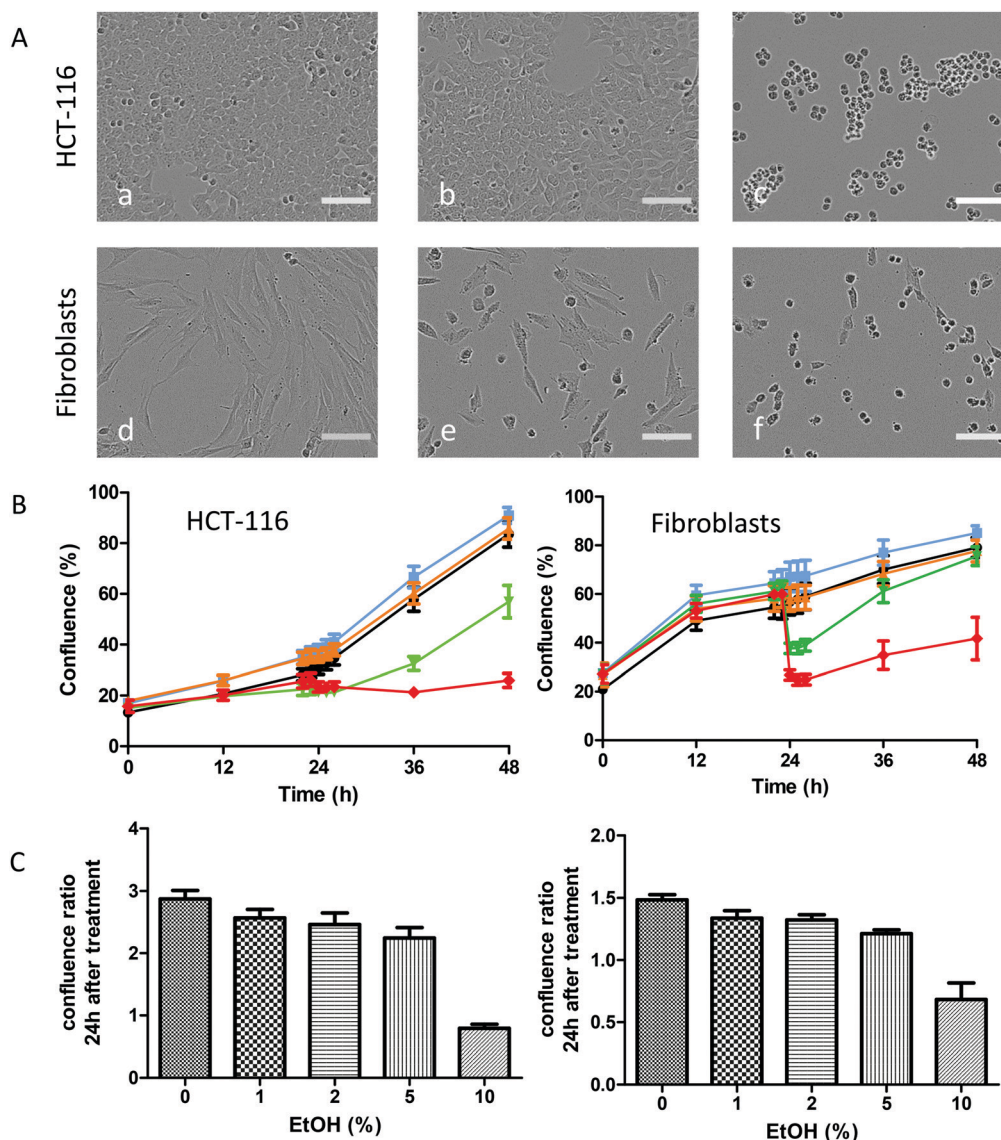 A
HCT-116
a
b
c
Fibroblasts
d
e
f
B
HCT-116
Confluence (%)
100
80
60
40
20
0
0 12 24 36 48
Time (h)
Fibroblasts
Confluence (%)
100
80
60
40
20
0
0 12 24 36 48
Time (h)
C
confluence ratio
24h after treatment
4
3
2
1
0
0 1 2 5 10
EtOH (%)
confluence ratio
24h after treatment
2.0
1.5
1.0
0.5
0.0
0 1 2 5 10
EtOH (%)